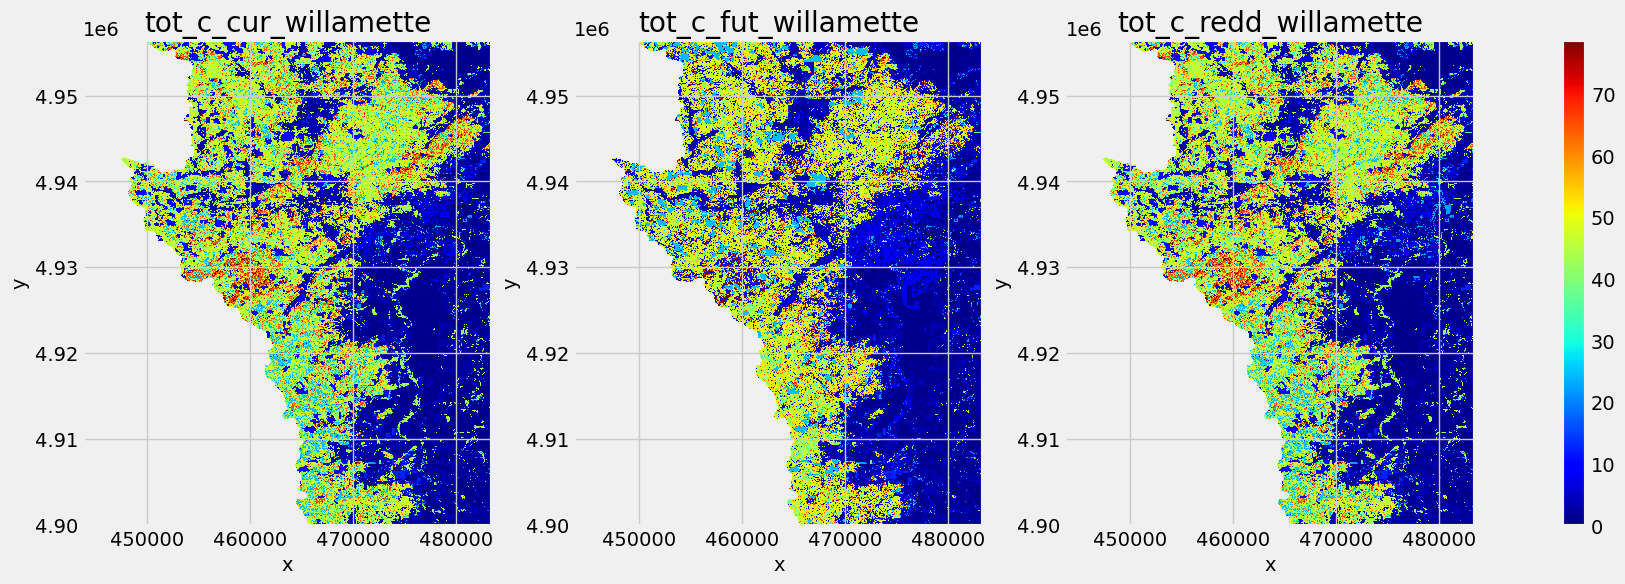 tot_c_cur_willamette
1e6
4.95
4.94
4.93
4.92
4.91
4.90
y
450000 460000 470000 480000
x
tot_c_fut_willamette
1e6
4.95
4.94
4.93
4.92
4.91
4.90
y
450000 460000 470000 480000
x
tot_c_redd_willamette
1e6
4.95
4.94
4.93
4.92
4.91
4.90
y
450000 460000 470000 480000
x
70
60
50
40
30
20
10
0